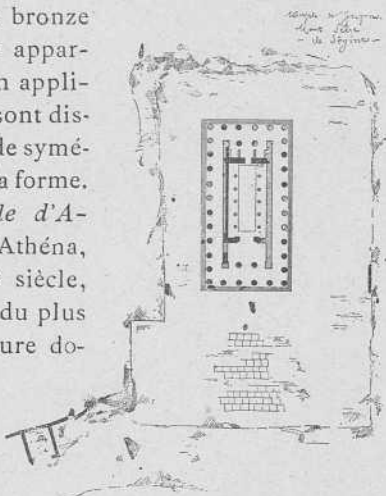 bronze
appar-
appli-
sont dis-
de symé-
a forme.
le d'A-
Athéna,
siècle,
du plus
ure do-